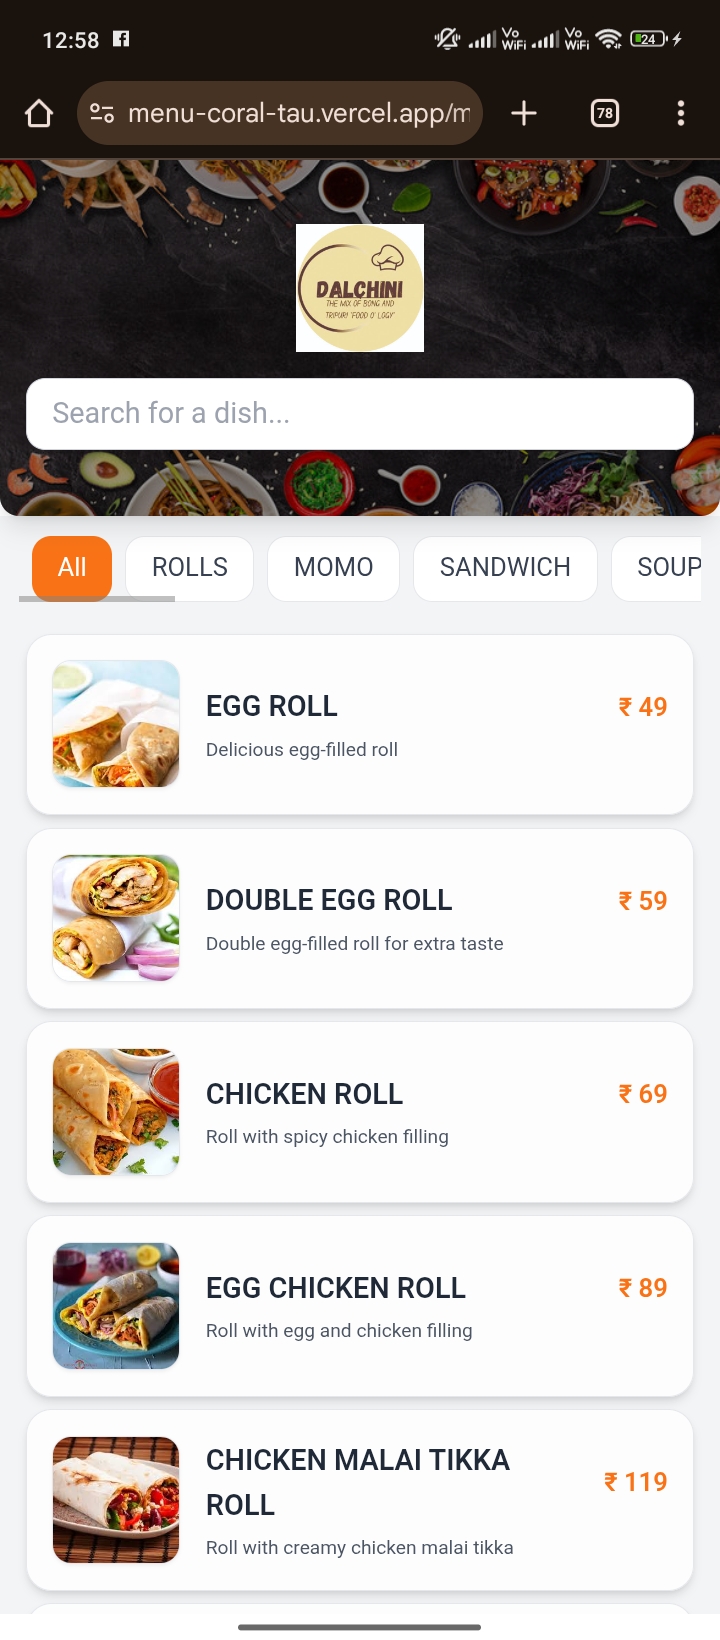 12:58
Vo WiFi
Vo WiFi
24
menu-coral-tau.vercel.app/m
78
DALCHINI
THE MIX OF BONG AND
TRIPURI 'FOOD O' LOGY'
Search for a dish...
All
ROLLS
MOMO
SANDWICH
SOUP
EGG ROLL
₹ 49
Delicious egg-filled roll
DOUBLE EGG ROLL
₹ 59
Double egg-filled roll for extra taste
CHICKEN ROLL
₹ 69
Roll with spicy chicken filling
EGG CHICKEN ROLL
₹ 89
Roll with egg and chicken filling
CHICKEN MALAI TIKKA
ROLL
₹ 119
Roll with creamy chicken malai tikka